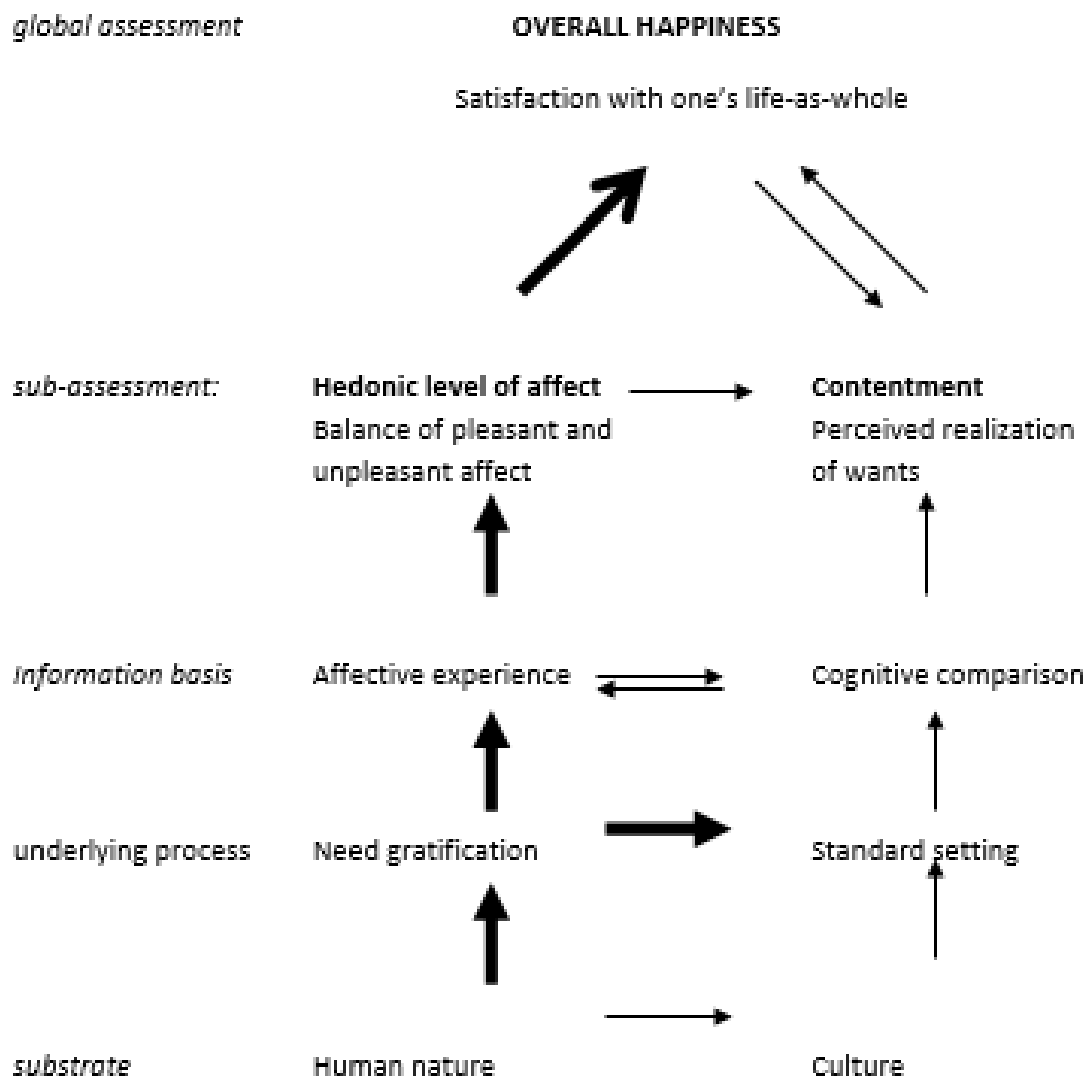 global assessment OVERALL HAPPINESS
Satisfaction with one's life-as-whole
sub-assessment: Hedonic level of affect Contentment
Balance of pleasant and Perceived realization
unpleasant affect of wants
Information basis Affective experience Cognitive comparison
underlying process Need gratification Standard setting
substrate Human nature Culture